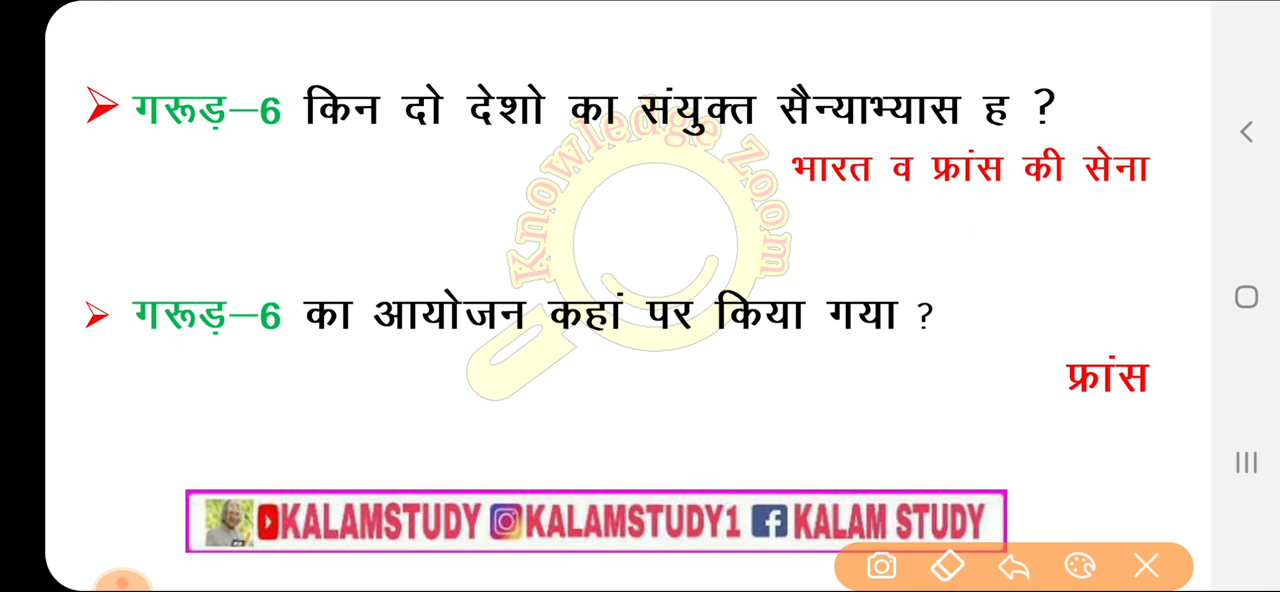 गरूड़–6 किन दो देशो का संयुक्त सैन्याभ्यास ह ?
भारत व फ्रांस की सेना
Knowledge Zoom
गरूड़–6 का आयोजन कहां पर किया गया ?
फ्रांस
KALAMSTUDY KALAMSTUDY1 KALAM STUDY